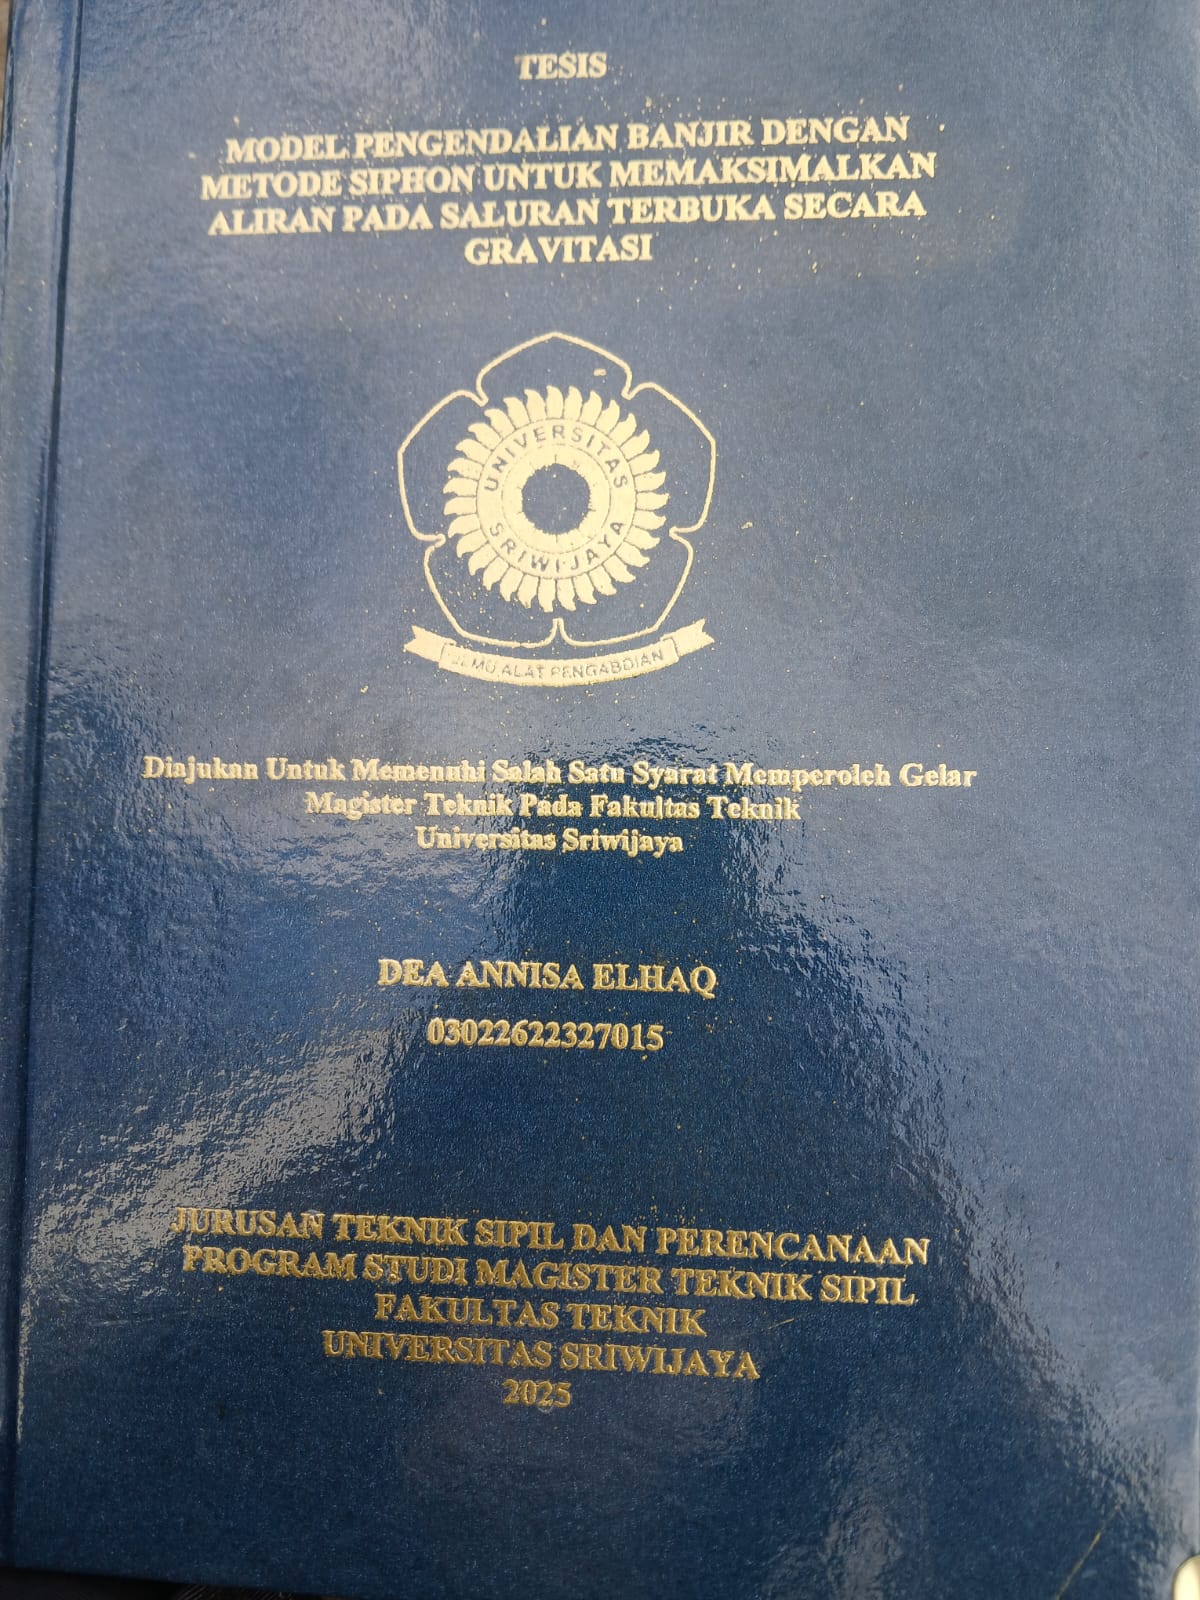 TESIS
MODEL PENGENDALIAN BANJIR DENGAN
METODE SIPHON UNTUK MEMAKSIMALKAN
ALIRAN PADA SALURAN TERBUKA SECARA
GRAVITASI
UNIVERSITAS
SRIWIJAYA
ILMU ALAT PENGABDIAN
Diajukan Untuk Memenuhi Salah Satu Syarat Memperoleh Gelar
Magister Teknik Pada Fakultas Teknik
Universitas Sriwijaya
DEA ANNISA ELHAQ
03022622327015
JURUSAN TEKNIK SIPIL DAN PERENCANAAN
PROGRAM STUDI MAGISTER TEKNIK SIPIL
FAKULTAS TEKNIK
UNIVERSITAS SRIWIJAYA
2025